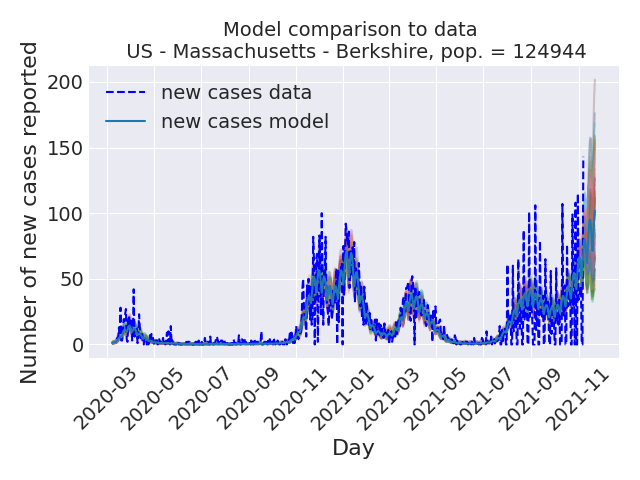 Model comparison to data
US - Massachusetts - Berkshire, pop. = 124944
Number of new cases reported
200
150
100
50
0
new cases data
new cases model
2020-03
2020-05
2020-07
2020-09
2020-11
2021-01
2021-03
2021-05
2021-07
2021-09
2021-11
Day